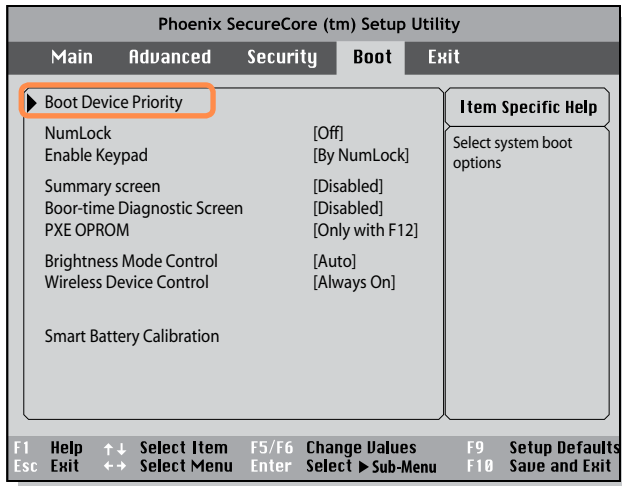 Phoenix SecureCore (tm) Setup Utility
Main Advanced Security Boot Exit
Boot Device Priority
NumLock [Off]
Enable Keypad [By NumLock]
Summary screen [Disabled]
Boor-time Diagnostic Screen [Disabled]
PXE OPROM [Only with F12]
Brightness Mode Control [Auto]
Wireless Device Control [Always On]
Smart Battery Calibration
Item Specific Help
Select system boot
options
F1 Help ↑↓ Select Item F5/F6 Change Values F9 Setup Defaults
Esc Exit ←→ Select Menu Enter Select ▶ Sub-Menu F10 Save and Exit